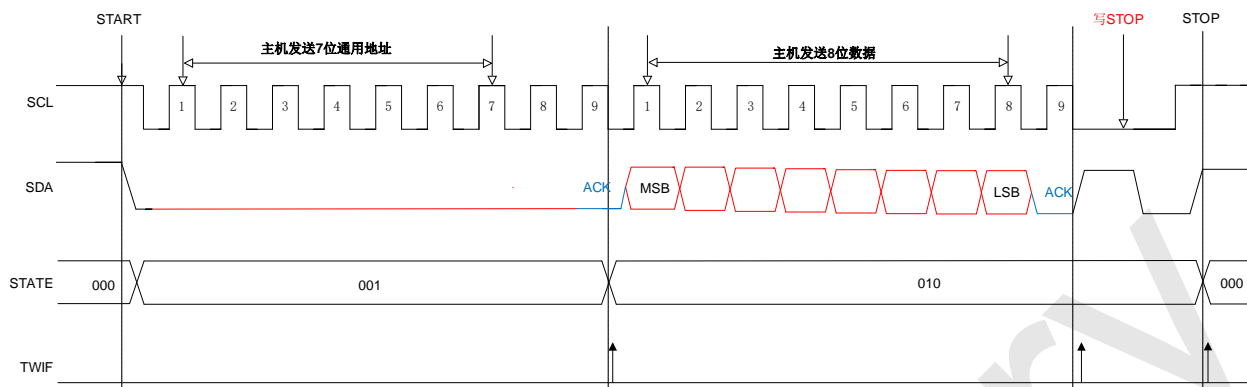 START
写STOP
STOP
主机发送7位通用地址
主机发送8位数据
SCL
1 2 3 4 5 6 7 8 9 1 2 3 4 5 6 7 8 9
SDA
ACK MSB LSB ACK
STATE
000 001 010 000
TWIF